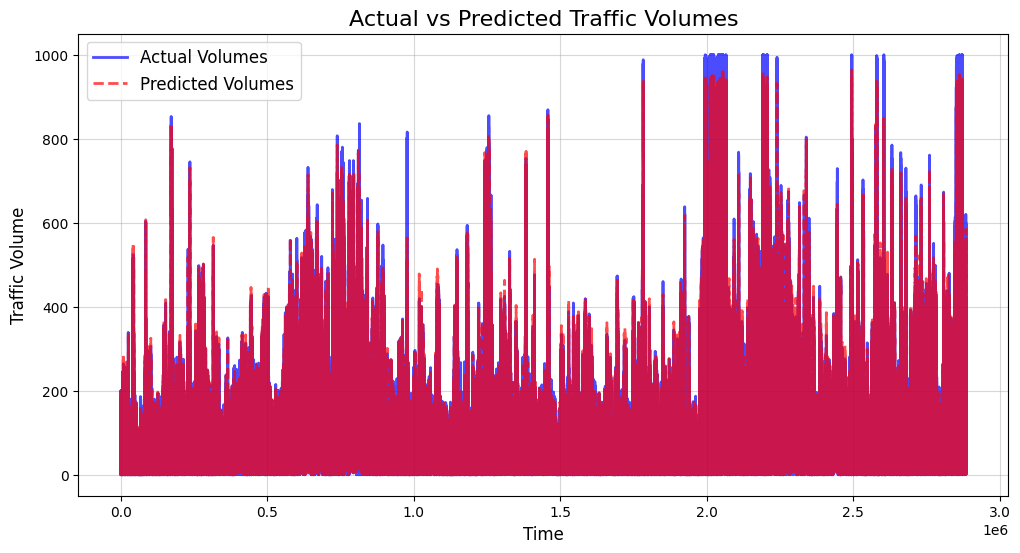 Actual vs Predicted Traffic Volumes
Actual Volumes
Predicted Volumes
Traffic Volume
1000
800
600
400
200
0
0.0 0.5 1.0 1.5 2.0 2.5 3.0
1e6
Time